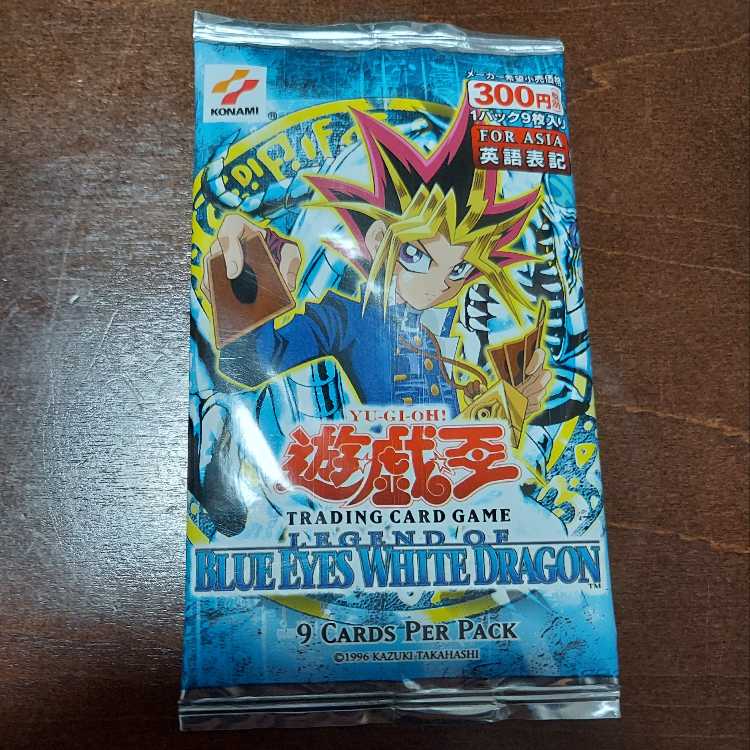 KONAMI ®
メーカー希望小売価格
300円
1パック9枚入り
FOR ASIA
英語表記
YU-GI-OH!
遊戯王
TRADING CARD GAME
LEGEND OF
BLUE EYES WHITE DRAGON™
9 CARDS PER PACK
©1996 KAZUKI TAKAHASHI